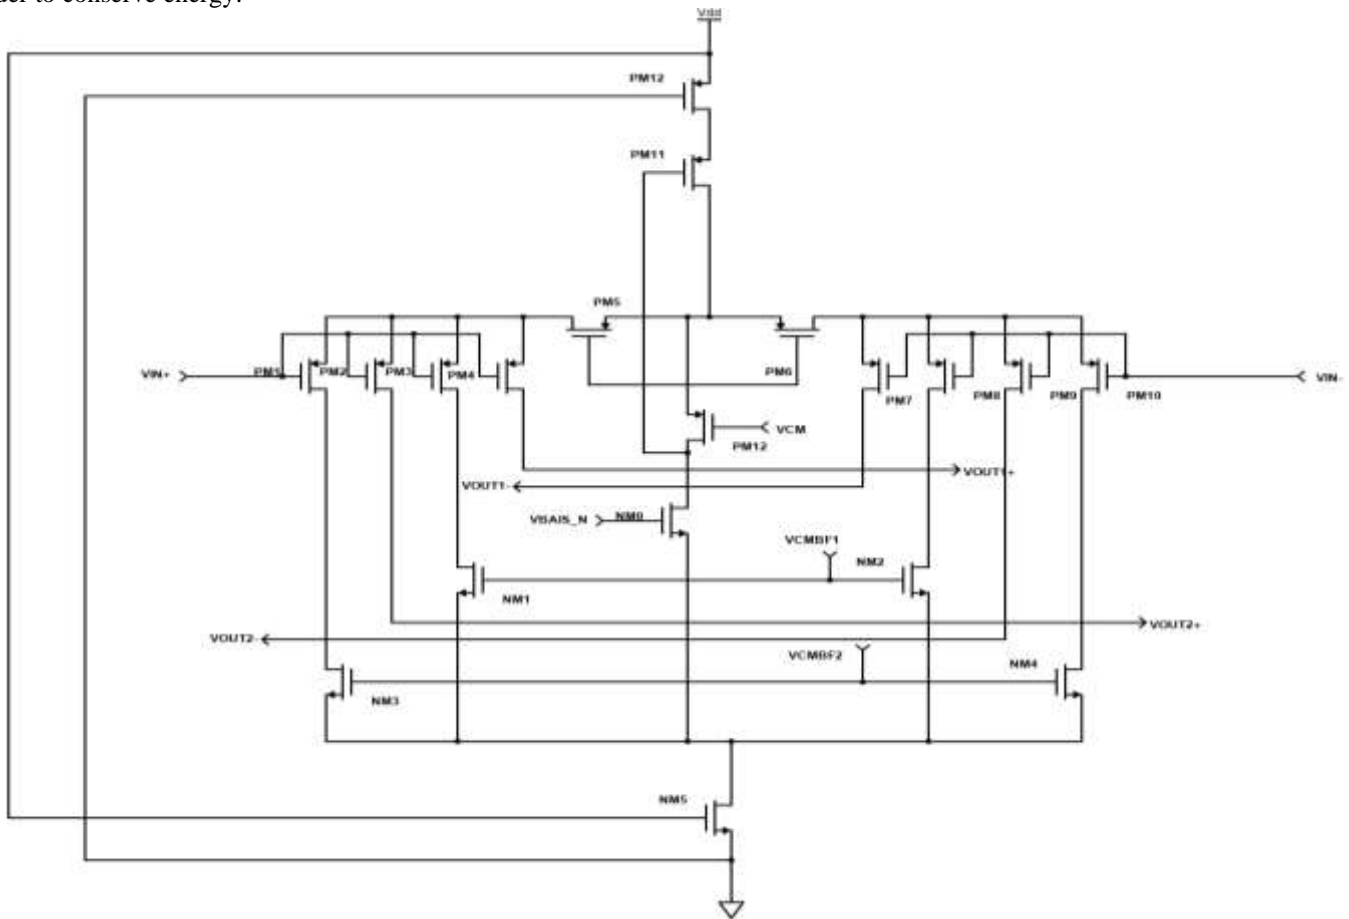 der to conserve energy.
Vdd
PM12
PM11
PM5
VIN+
PM1
PM2
PM3
PM4
PM6
PM7
PM8
PM9
PM10
VIN-
VCM
PM12
VOUT1+
VOUT1-
VBAIS_N
NM0
VCMBF1
NM2
NM1
VOUT2+
VOUT2-
VCMBF2
NM4
NM3
NM5